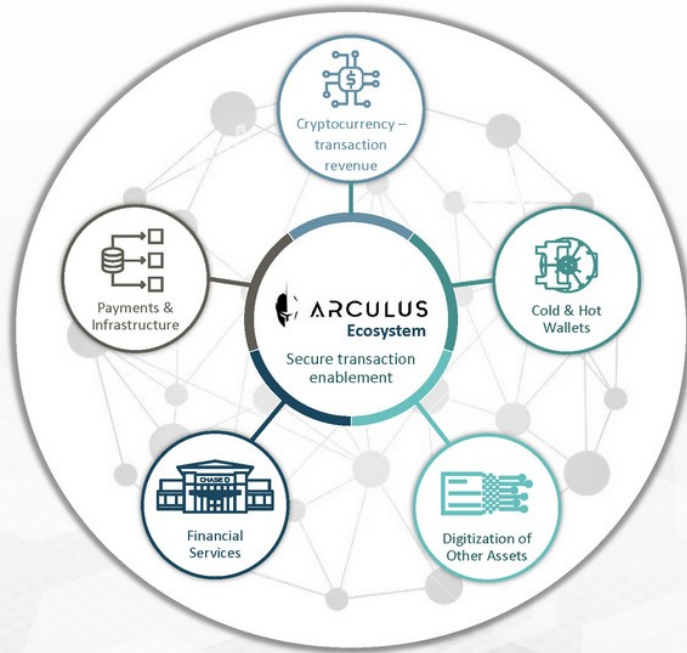 $
Cryptocurrency –
transaction
revenue
Payments &
Infrastructure
ARCULUS
Ecosystem
Secure transaction
enablement
Cold & Hot
Wallets
CHASE
Financial
Services
Digitization of
Other Assets